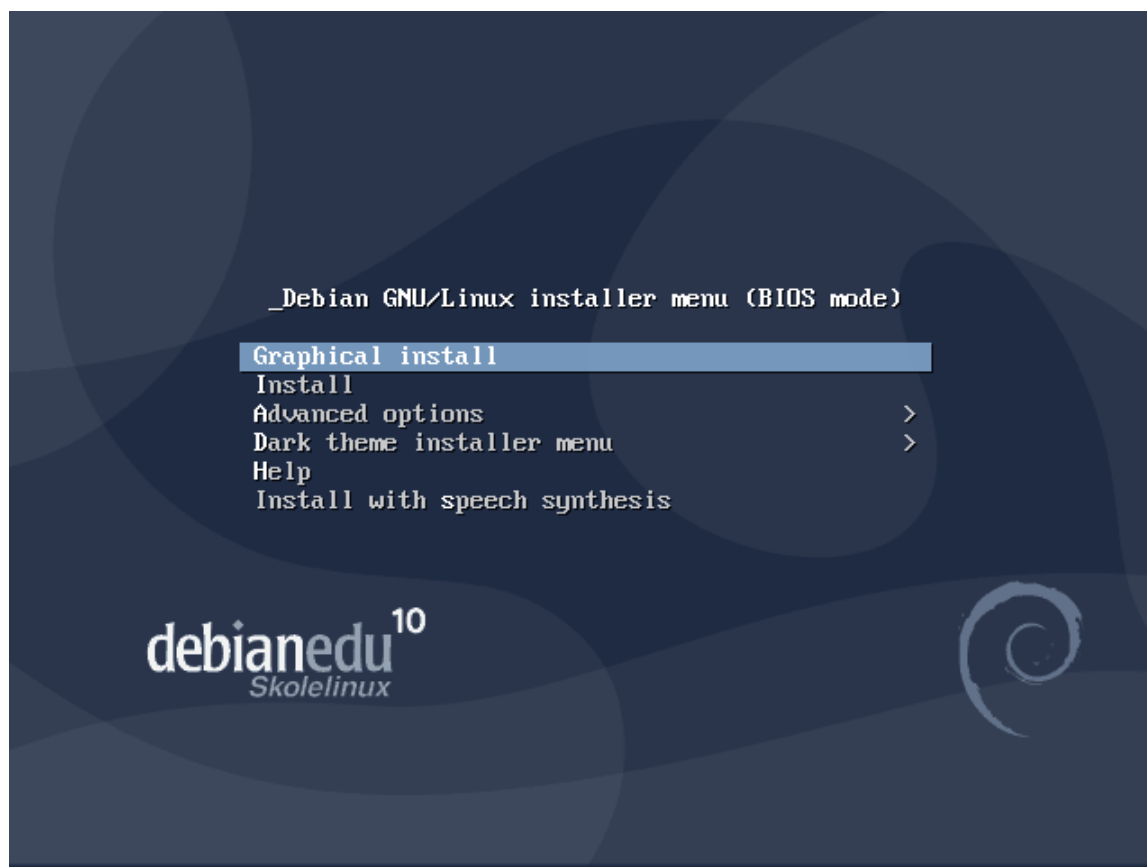 _Debian GNU/Linux installer menu (BIOS mode)
Graphical install
Install
Advanced options >
Dark theme installer menu >
Help
Install with speech synthesis
debianedu 10
Skolelinux